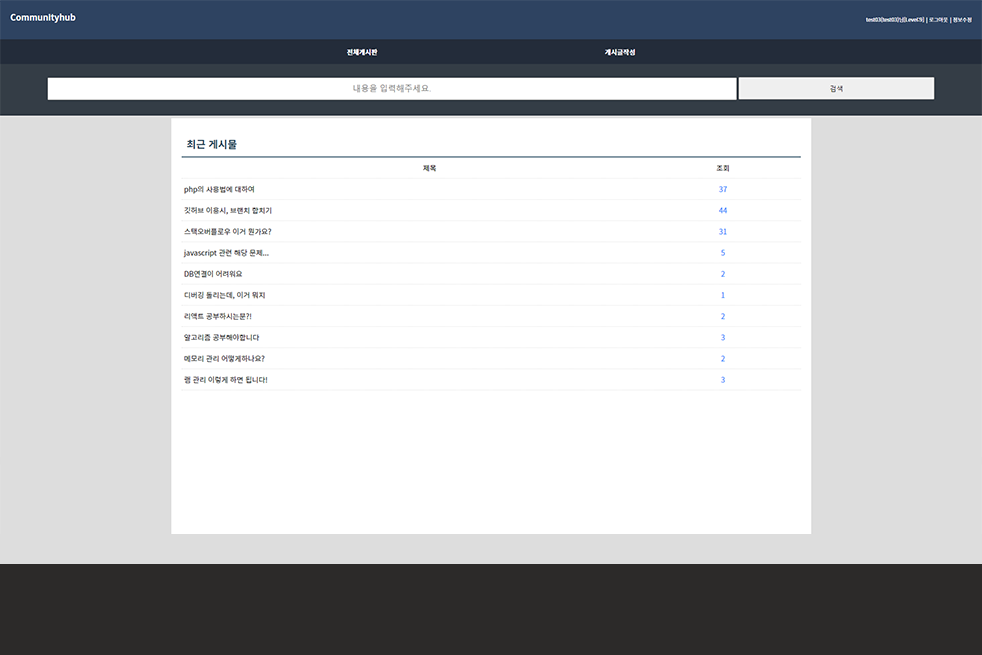 CommunItyhub
test03(test03)님[Level:9] | 로그아웃 | 정보수정
전체게시판 게시글작성
내용을 입력해주세요. 검색
최근 게시물
제목 조회
php의 사용법에 대하여 37
깃허브 이용시, 브랜치 합치기 44
스택오버플로우 이거 뭔가요? 31
javascript 관련 해당 문제... 5
DB연결이 어려워요 2
디버깅 돌리는데, 이거 뭐지 1
리액트 공부하시는분?! 2
알고리즘 공부해야합니다 3
메모리 관리 어떻게하나요? 2
램 관리 이렇게 하면 됩니다! 3